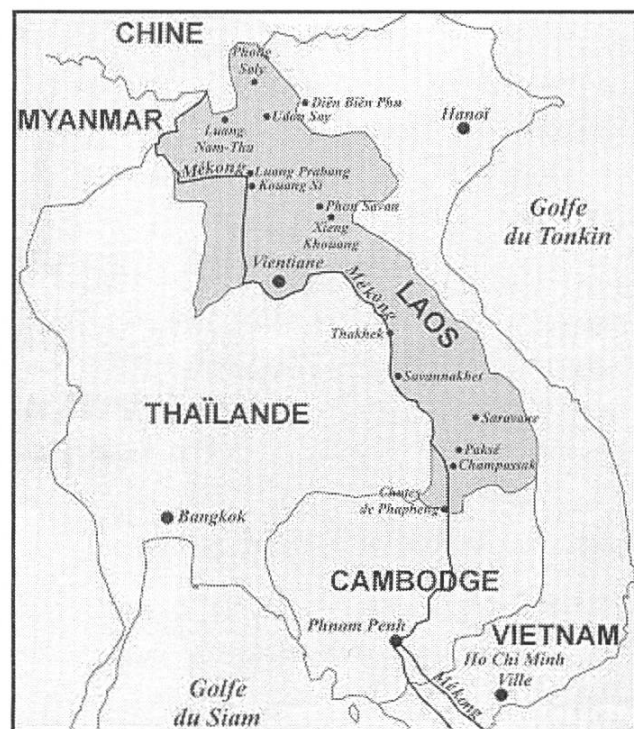 CHINE
Phong
Saly
Diên Biên Phu
MYANMAR
Udon Say
Hanoï
Luang
Nam-Tha
Mékong
Luang Prabang
Kouang Si
Phon Savan
Xieng
Khouang
Golfe
du Tonkin
Vientiane
Mékong
LAOS
Thakhek
Savannakhet
THAÏLANDE
Saravane
Paksé
Champassak
Chutes
de Phapheng
Bangkok
CAMBODGE
Phnom Penh
VIETNAM
Ho Chi Minh
Ville
Mékong
Golfe
du Siam